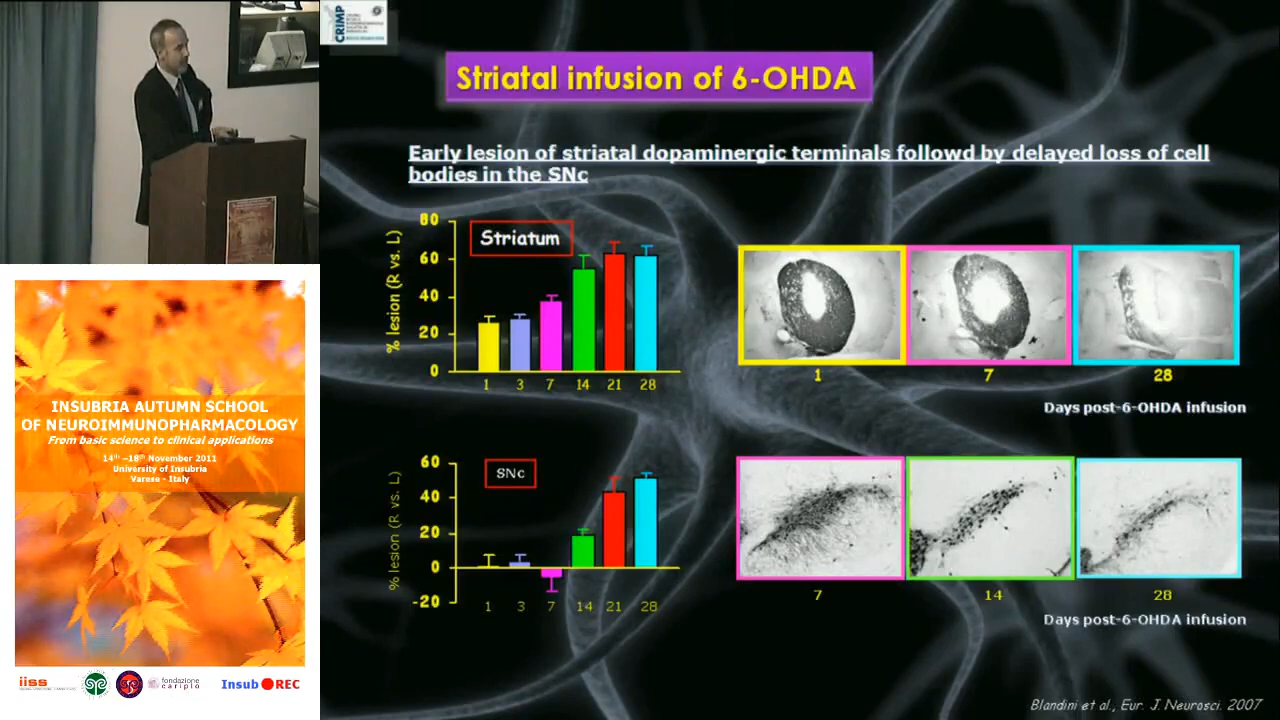 CRIMP
Striatal infusion of 6-OHDA
Early lesion of striatal dopaminergic terminals followd by delayed loss of cell
bodies in the SNc
% lesion (R vs. L)
80
60
40
20
0
Striatum
1 3 7 14 21 28
1 7 28
Days post-6-OHDA infusion
% lesion (R vs. L)
60
40
20
0
-20
SNc
1 3 7 14 21 28
7 14 28
Days post-6-OHDA infusion
Blandini et al., Eur. J. Neurosci. 2007
INSUBRIA AUTUMN SCHOOL
OF NEUROIMMUNOPHARMACOLOGY
From basic science to clinical applications
14th –18th November 2011
University of Insubria
Varese - Italy
iiss
fondazione
cariplo
Insub REC